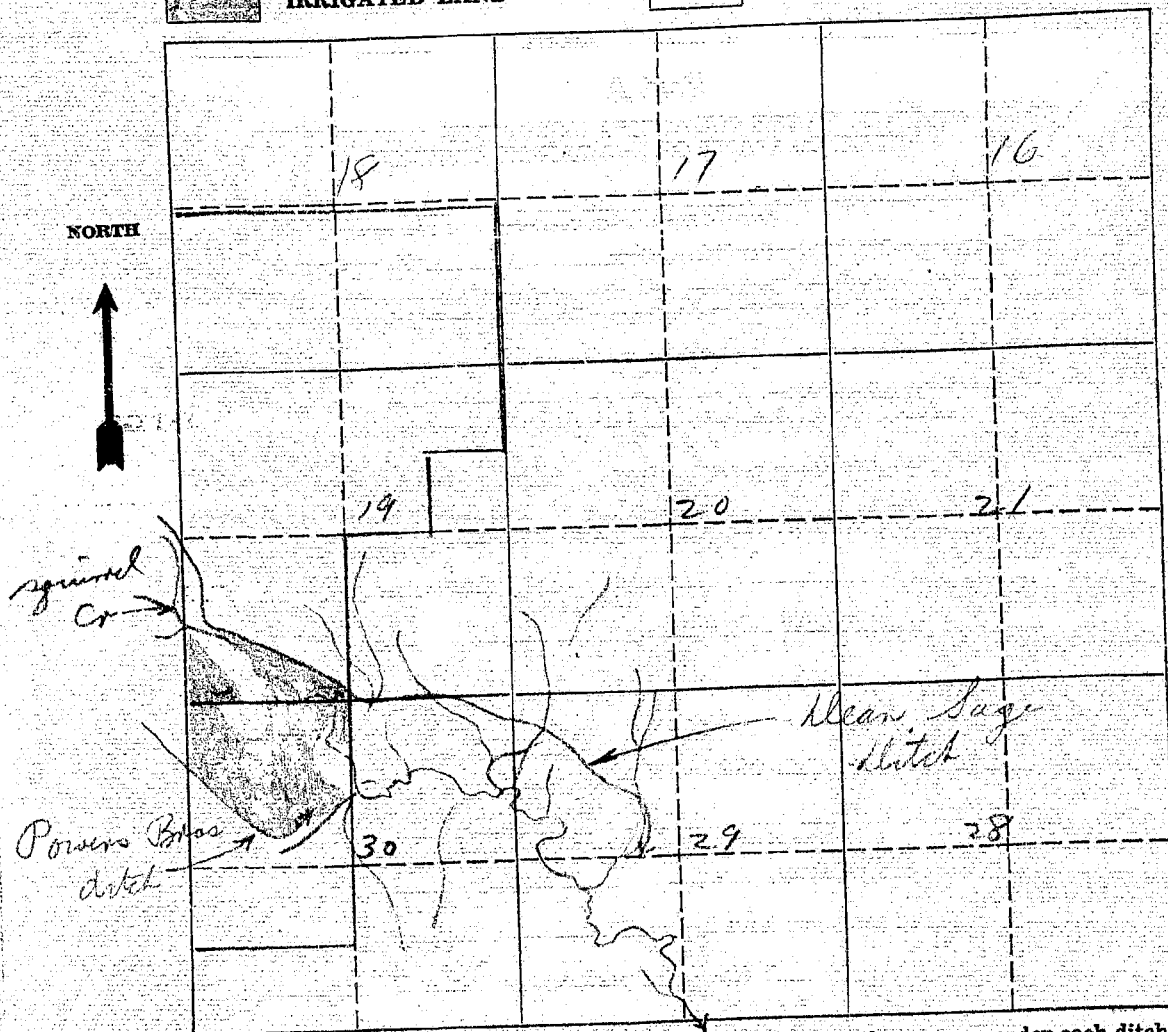 IRRIGATED LAND
18 17 16
NORTH
19 20 21
squirrel
Cr
Dean Sage
Ditch
Powers Bros
ditch
30 29 28
each ditch